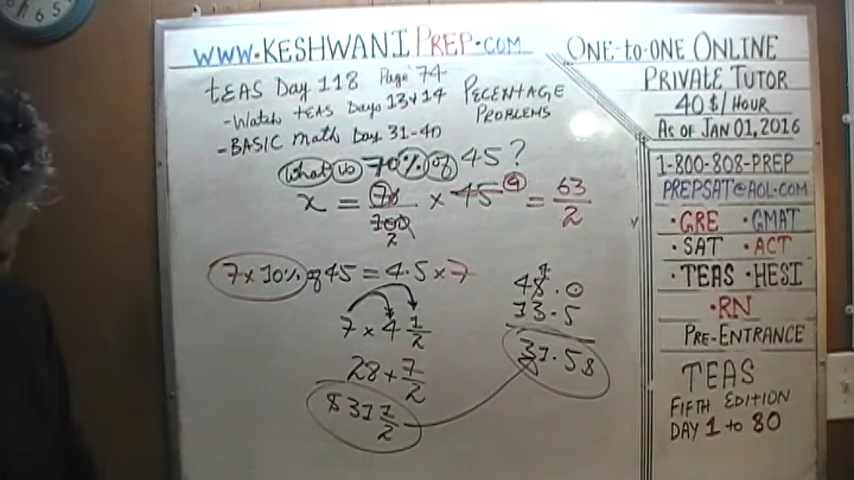 WWW.KESHWANIPREP.COM
TEAS Day 118 Page 74
-Watch TEAS Days 13+14
-BASIC math Day 31-40
PECENTAGE
PROBLEMS
What is 70% of 45?
x = 70/100 × 45 = 63/2
2
7 × 10% of 45 = 4.5 × 7
7 × 4 1/2
28 + 7/2
$ 31 1/2
48.0
13.5
31.5$
ONE-to-ONE ONLINE
PRIVATE TUTOR
40$/HOUR
AS OF JAN 01,2016
1-800-808-PREP
PREPSAT@AOL.COM
•GRE •GMAT
•SAT •ACT
•TEAS •HESI
•RN
PRE-ENTRANCE
TEAS
FIFTH EDITION
DAY 1 to 80